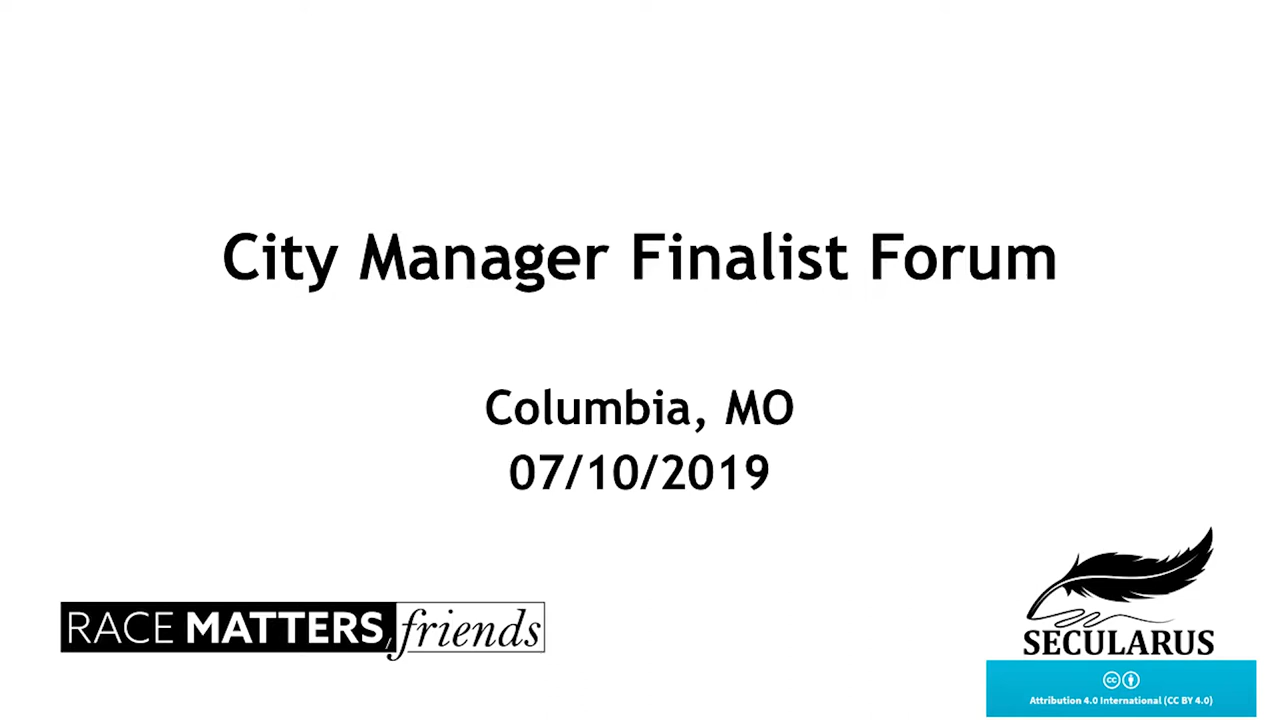 City Manager Finalist Forum
Columbia, MO
07/10/2019
RACE MATTERS, friends
SECULARUS
Attribution 4.0 International (CC BY 4.0)